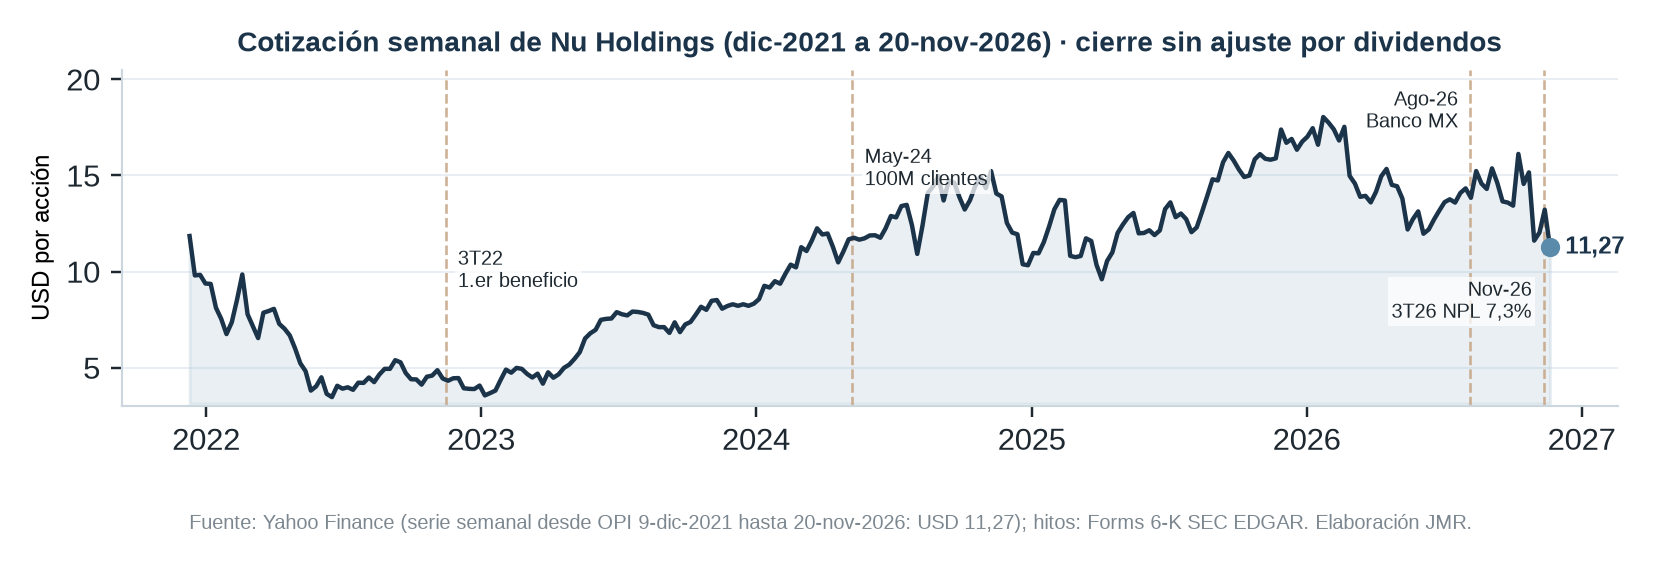 Cotización semanal de Nu Holdings (dic-2021 a 20-nov-2026) · cierre sin ajuste por dividendos
20
15
10
5
USD por acción
3T22
1.er beneficio
May-24
100M clientes
Ago-26
Banco MX
11,27
Nov-26
3T26 NPL 7,3%
2022
2023
2024
2025
2026
2027
Fuente: Yahoo Finance (serie semanal desde OPI 9-dic-2021 hasta 20-nov-2026: USD 11,27); hitos: Forms 6-K SEC EDGAR. Elaboración JMR.